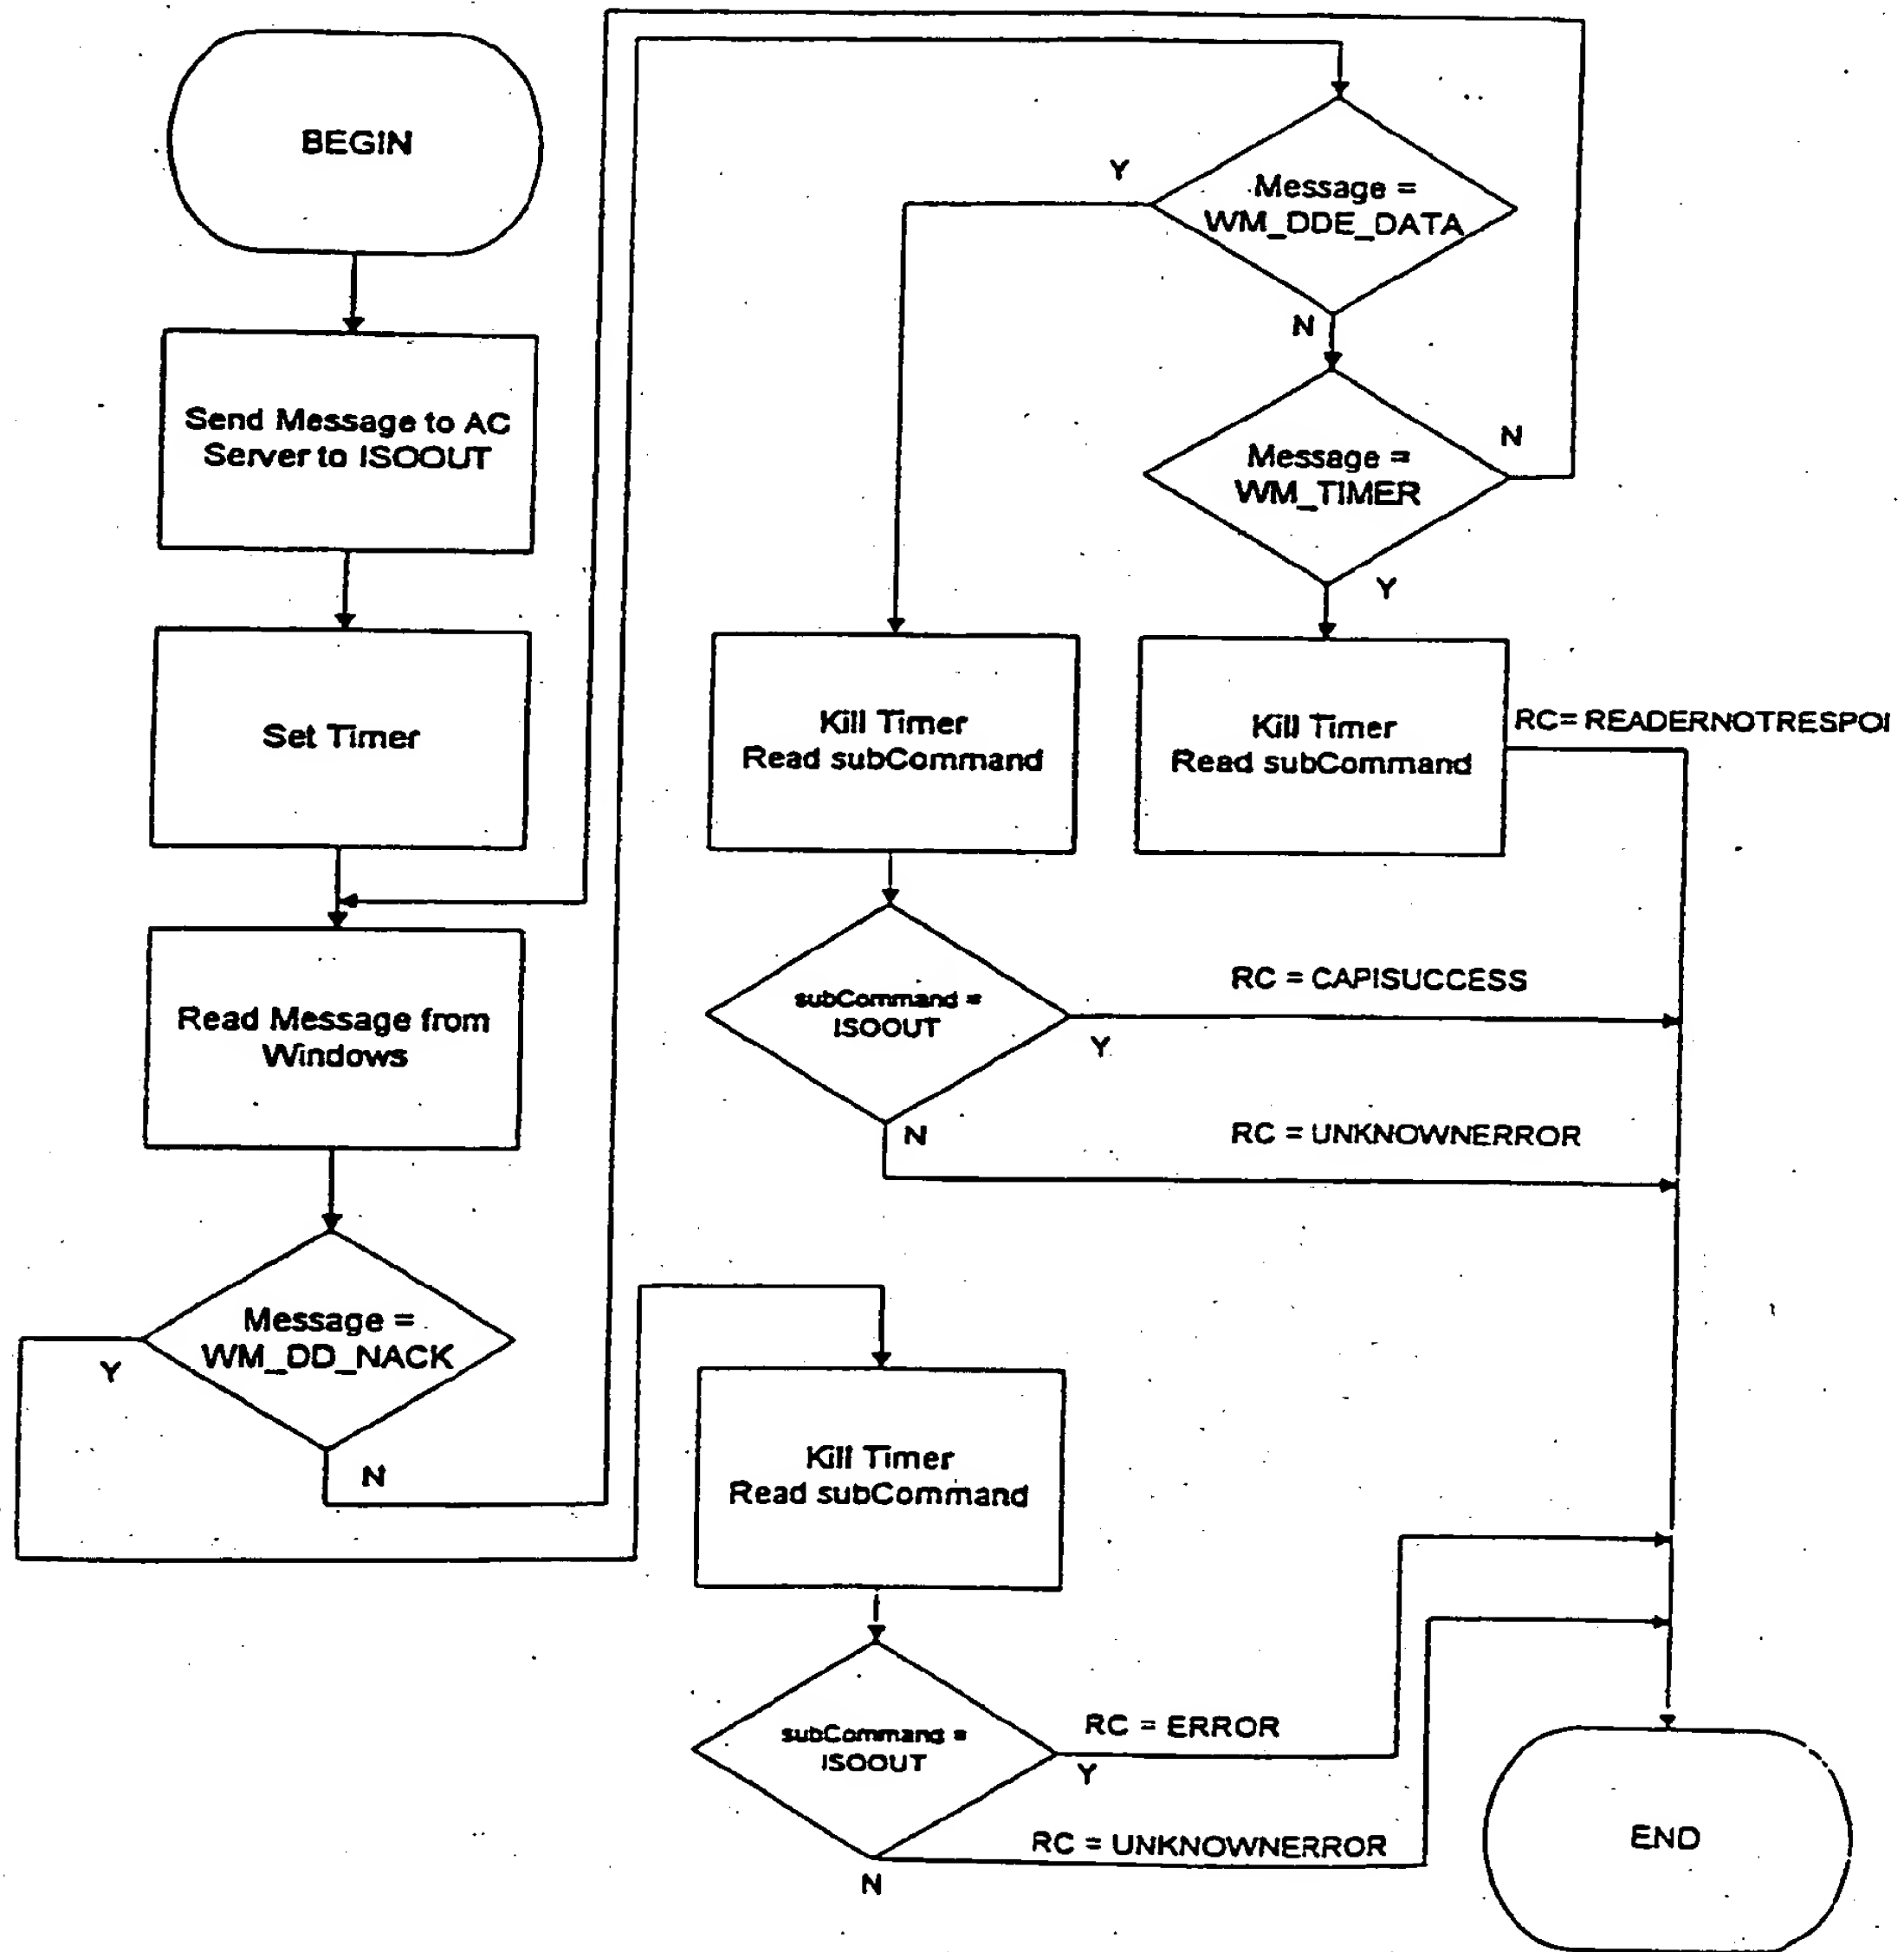 BEGIN
Send Message to AC
Server to ISOOUT
Set Timer
Read Message from
Windows
Message =
WM_DD_NACK
Y
N
Message =
WM_DDE_DATA
Y
N
Message =
WM_TIMER
N
Y
Kill Timer
Read subCommand
Kill Timer
Read subCommand
RC= READERNOTRESPOI
subCommand =
ISOOUT
RC = CAPISUCCESS
Y
N
RC = UNKNOWNERROR
Kill Timer
Read subCommand
subCommand =
ISOOUT
RC = ERROR
Y
RC = UNKNOWNERROR
N
END